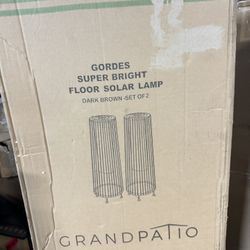 GORDES
SUPER BRIGHT
FLOOR SOLAR LAMP
DARK BROWN -SET OF 2
GRANDPATIO